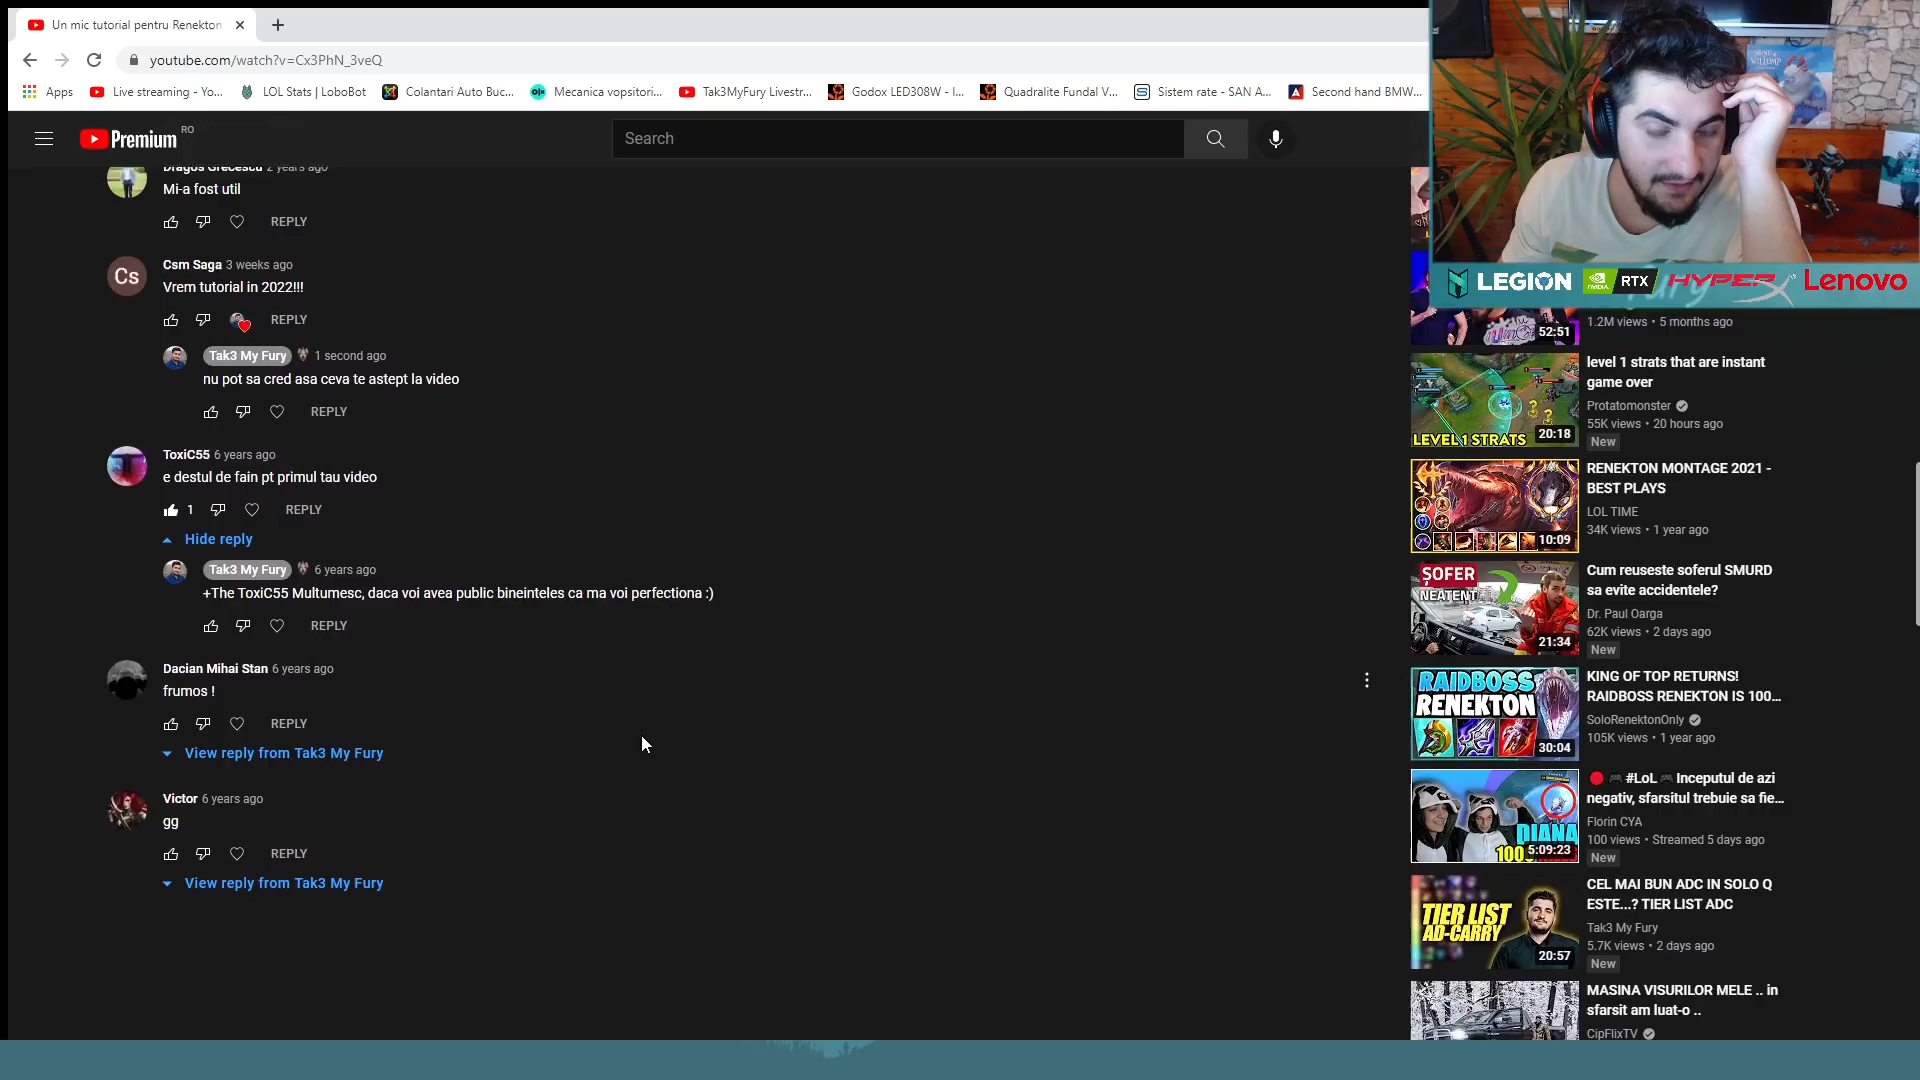 Un mic tutorial pentru Renekton
youtube.com/watch?v=Cx3PhN_3veQ
Apps
Live streaming - Yo...
LOL Stats | LoboBot
Colantari Auto Buc...
Mecanica vopsitori...
Tak3MyFury Livestr...
Godox LED308W - I...
Quadralite Fundal V...
Sistem rate - SAN A...
Second hand BMW...
Premium RO
Search
Dragos Grecescu 2 years ago
Mi-a fost util
REPLY
Cs
Csm Saga 3 weeks ago
Vrem tutorial in 2022!!!
REPLY
Tak3 My Fury 1 second ago
nu pot sa cred asa ceva te astept la video
REPLY
ToxiC55 6 years ago
e destul de fain pt primul tau video
1 REPLY
Hide reply
Tak3 My Fury 6 years ago
+The ToxiC55 Multumesc, daca voi avea public bineinteles ca ma voi perfectiona :)
REPLY
Dacian Mihai Stan 6 years ago
frumos !
REPLY
View reply from Tak3 My Fury
Victor 6 years ago
gg
REPLY
View reply from Tak3 My Fury
LEGION NVIDIA RTX HYPERX Lenovo
52:51
1.2M views • 5 months ago
LEVEL 1 STRATS 20:18
level 1 strats that are instant
game over
Protatomonster
55K views • 20 hours ago
New
10:09
RENEKTON MONTAGE 2021 -
BEST PLAYS
LOL TIME
34K views • 1 year ago
ȘOFER
NEATENT
21:34
Cum reuseste soferul SMURD
sa evite accidentele?
Dr. Paul Oarga
62K views • 2 days ago
New
RAIDBOSS
RENEKTON
30:04
KING OF TOP RETURNS!
RAIDBOSS RENEKTON IS 100...
SoloRenektonOnly
105K views • 1 year ago
DIANA
100
5:09:23
#LoL Inceputul de azi
negativ, sfarsitul trebuie sa fie...
Florin CYA
100 views • Streamed 5 days ago
New
TIER LIST
AD-CARRY
20:57
CEL MAI BUN ADC IN SOLO Q
ESTE...? TIER LIST ADC
Tak3 My Fury
5.7K views • 2 days ago
New
MASINA VISURILOR MELE .. in
sfarsit am luat-o ..
CipFlixTV